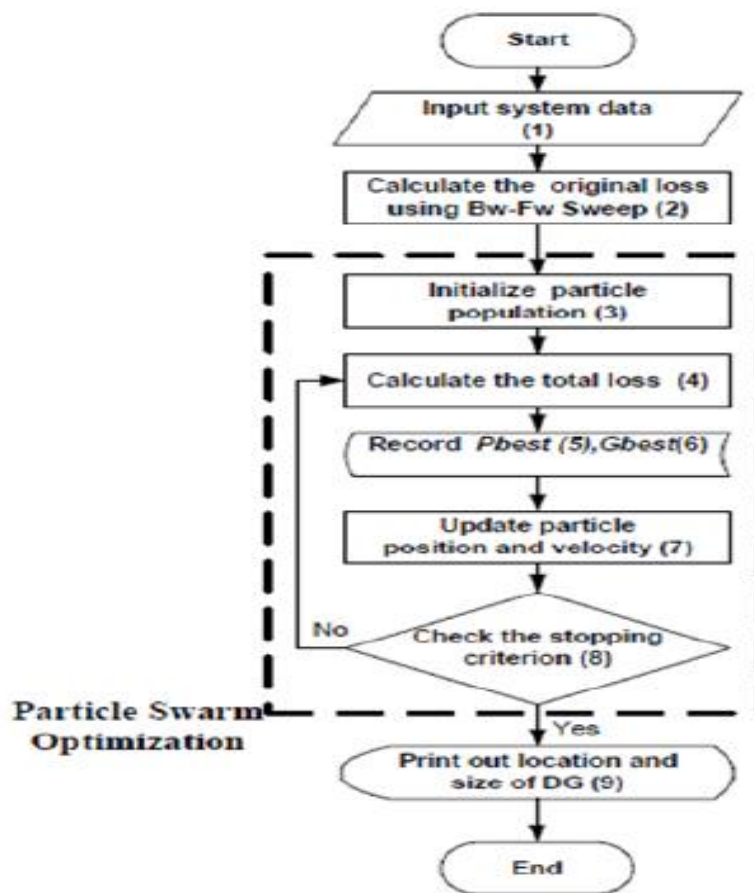 Start
Input system data
(1)
Calculate the original loss
using Bw-Fw Sweep (2)
Initialize particle
population (3)
Calculate the total loss (4)
Record Pbest (5),Gbest(6)
Update particle
position and velocity (7)
No
Check the stopping
criterion (8)
Particle Swarm
Optimization
Yes
Print out location and
size of DG (9)
End